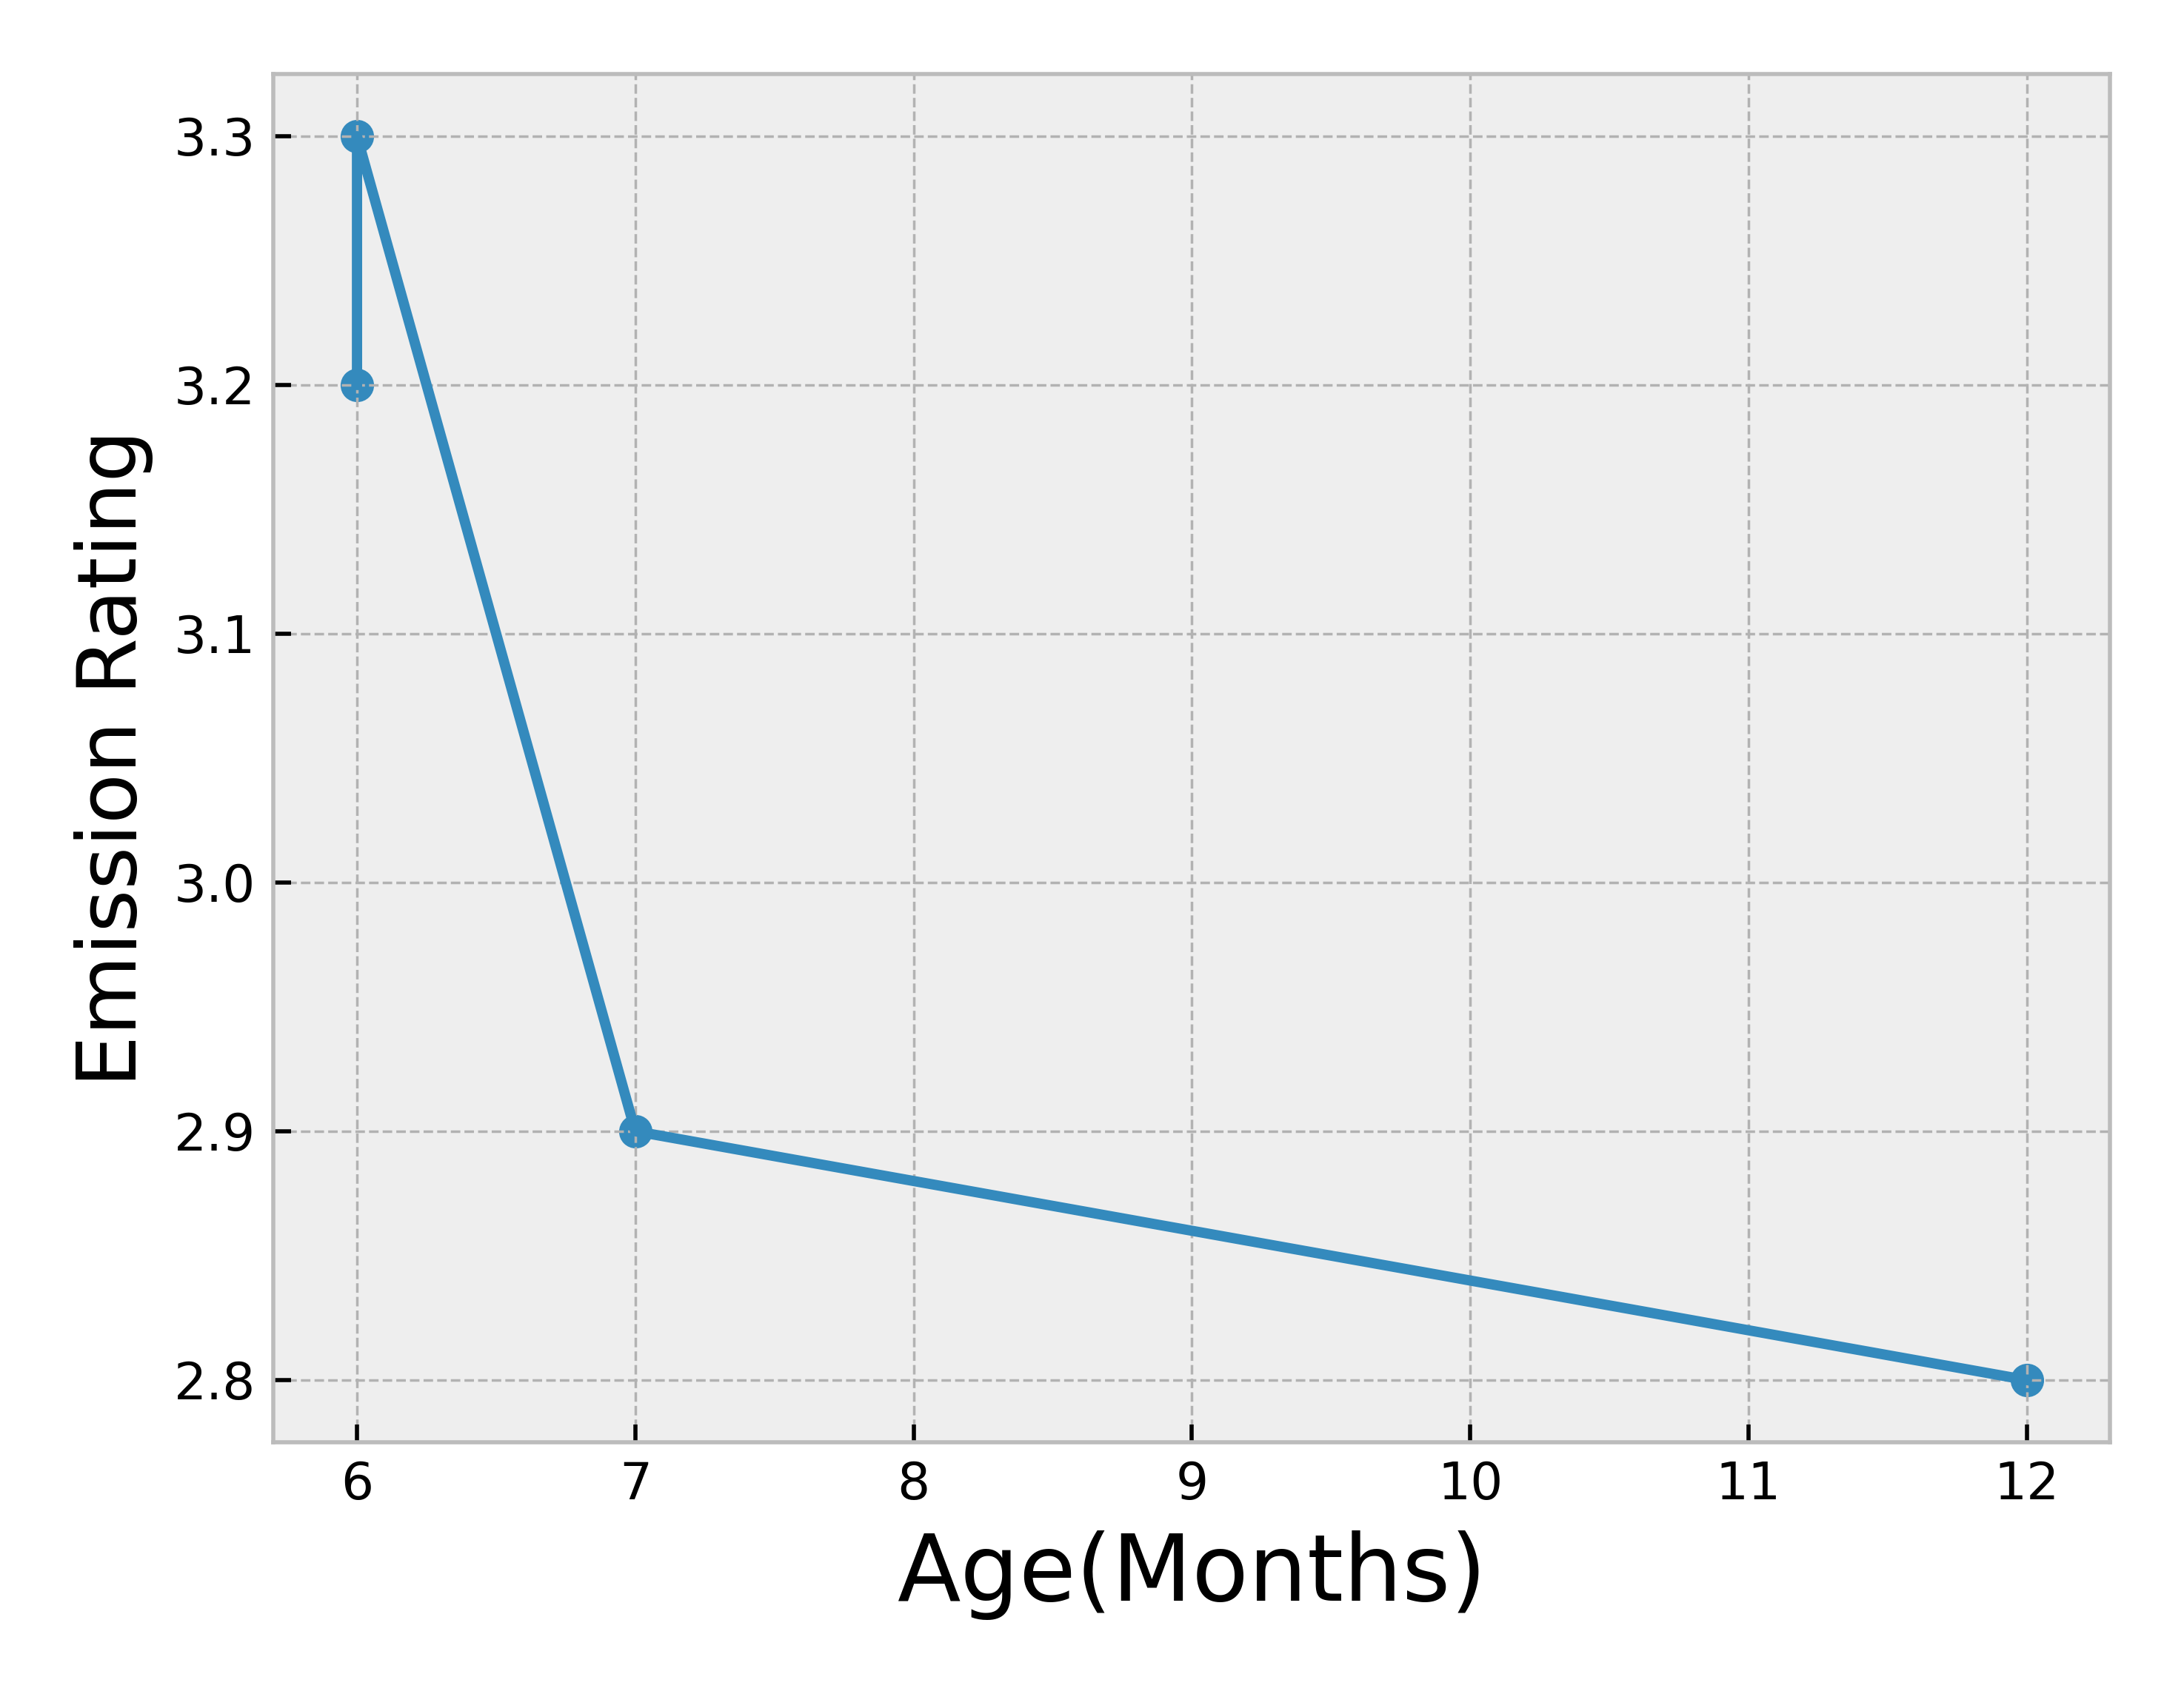 3.3
3.2
3.1
3.0
2.9
2.8
Emission Rating
6 7 8 9 10 11 12
Age(Months)